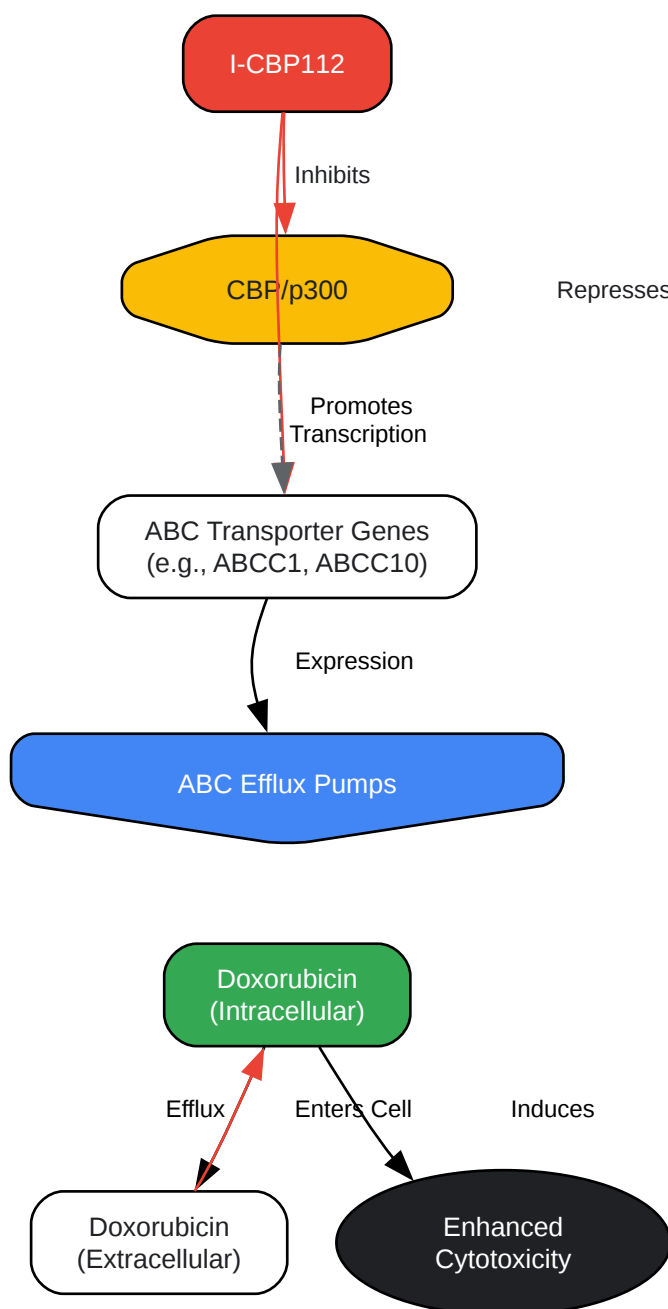 I-CBP112
Inhibits
CBP/p300
Represses
Promotes
Transcription
ABC Transporter Genes
(e.g., ABCC1, ABCC10)
Expression
ABC Efflux Pumps
Doxorubicin
(Intracellular)
Efflux
Enters Cell
Induces
Doxorubicin
(Extracellular)
Enhanced
Cytotoxicity